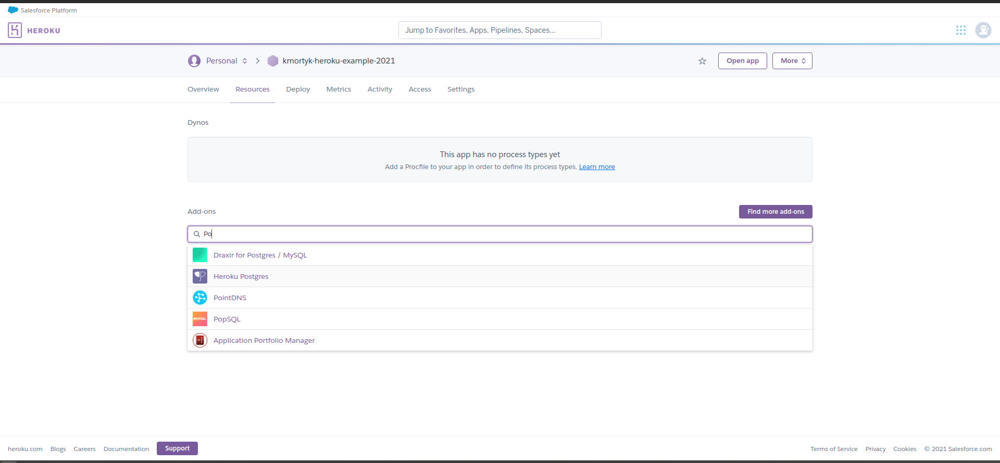 Salesforce Platform
HEROKU
Jump to Favorites, Apps, Pipelines, Spaces...
Personal
kmortyk-heroku-example-2021
Open app
More
Overview
Resources
Deploy
Metrics
Activity
Access
Settings
Dynos
This app has no process types yet
Add a Procfile to your app in order to define its process types. Learn more
Add-ons
Find more add-ons
Po
Draxlr for Postgres / MySQL
Heroku Postgres
PointDNS
POPSQL
PopSQL
Application Portfolio Manager
heroku.com
Blogs
Careers
Documentation
Support
Terms of Service
Privacy
Cookies
© 2021 Salesforce.com